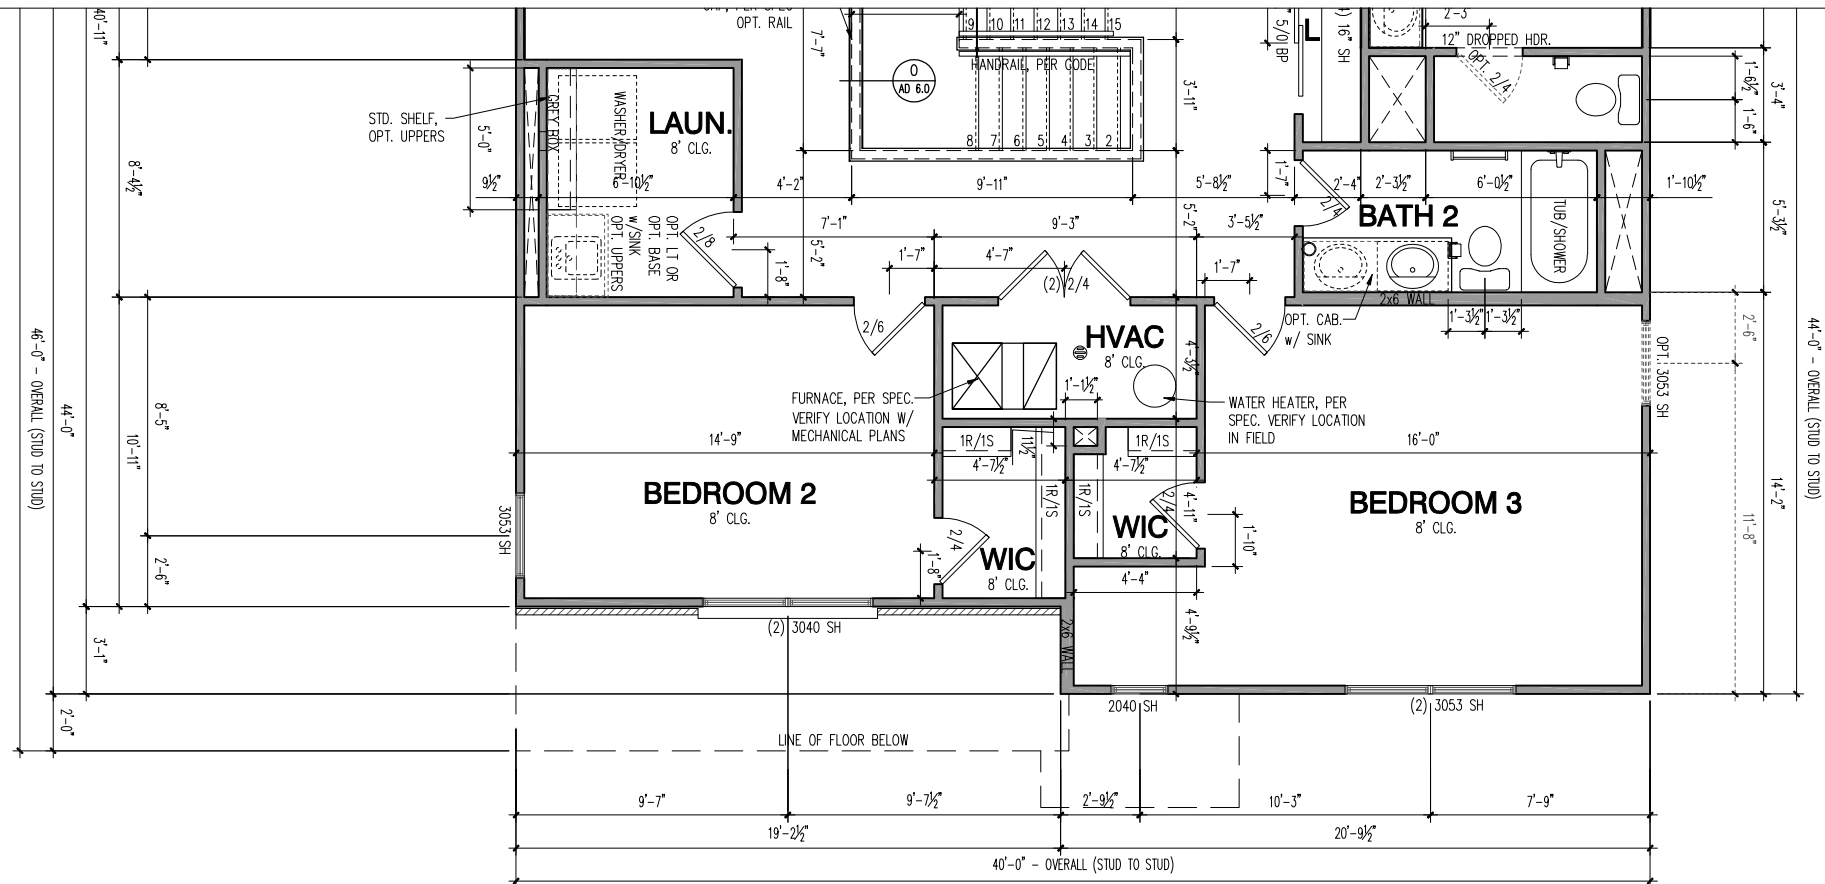 OPT. RAIL
9 10 11 12 13 14 15
HANDRAIL, PER CODE
O
AD 6.0
8 7 6 5 4 3 2
7'-7"
3'-11"
5/0 BP
L
16" SH
2'-3"
12" DROPPED HDR.
OPT. 2/4
1'-6½"
1'-6"
3'-4"
40'-11"
STD. SHELF,
OPT. UPPERS
GREY BOX
WASHER/DRYER
LAUN.
8' CLG.
5'-0"
8'-4½"
9½"
6'-10½"
4'-2"
9'-11"
5'-8½"
1'-7"
2'-4"
2'-3½"
6'-0½"
1'-10½"
2/4
BATH 2
TUB/SHOWER
5'-3½"
OPT. LT OR
OPT. BASE
w/SINK
OPT. UPPERS
2/8
7'-1"
9'-3"
5'-2"
3'-5½"
5'-2"
1'-8"
1'-7"
4'-7"
(2) 2/4
1'-7"
2x6 WALL
OPT. CAB.
w/ SINK
1'-3½"
1'-3½"
2/6
2/6
HVAC
8' CLG.
4'-3½"
1'-1½"
FURNACE, PER SPEC.
VERIFY LOCATION W/
MECHANICAL PLANS
WATER HEATER, PER
SPEC. VERIFY LOCATION
IN FIELD
OPT. 3053 SH
2'-6"
44'-0" - OVERALL (STUD TO STUD)
46'-0" - OVERALL (STUD TO STUD)
44'-0"
8'-5"
10'-11"
14'-9"
1R/1S
11½"
1R/1S
16'-0"
4'-7½"
4'-7½"
1R/1S
1R/1S
BEDROOM 2
8' CLG.
BEDROOM 3
8' CLG.
3053 SH
2/4
WIC
8' CLG.
1'-8"
WIC
8' CLG.
2/4
4'-11"
1'-10"
14'-2"
11'-8"
2'-6"
4'-4"
4'-9½"
2x6 WALL
(2) 3040 SH
3'-1"
2'-0"
2040 SH
(2) 3053 SH
LINE OF FLOOR BELOW
9'-7"
9'-7½"
2'-9½"
10'-3"
7'-9"
19'-2½"
20'-9½"
40'-0" - OVERALL (STUD TO STUD)